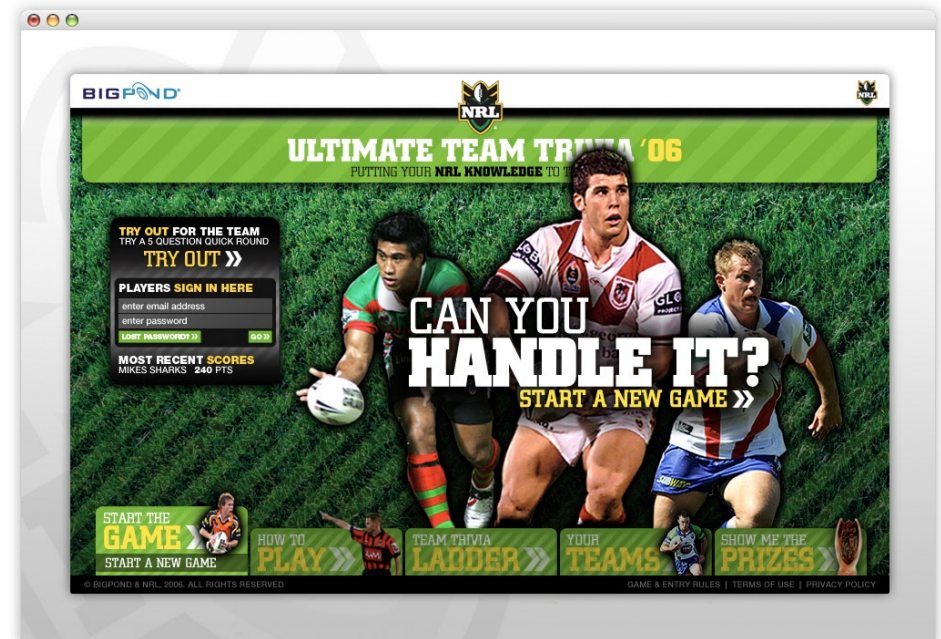 BIGPOND
NRL
NRL
ULTIMATE TEAM TRIVIA '06
PUTTING YOUR NRL KNOWLEDGE TO
TRY OUT FOR THE TEAM
TRY A 5 QUESTION QUICK ROUND
TRY OUT »
PLAYERS SIGN IN HERE
enter email address
enter password
LOST PASSWORD? »
GO »
MOST RECENT SCORES
MIKES SHARKS 240 PTS
CAN YOU
HANDLE IT?
START A NEW GAME »
SUBWAY
START THE
GAME »
START A NEW GAME
HOW TO
PLAY »
TEAM TRIVIA
LADDER »
YOUR
TEAMS
SHOW ME THE
PRIZES »
© BIGPOND & NRL, 2006. ALL RIGHTS RESERVED
GAME & ENTRY RULES | TERMS OF USE | PRIVACY POLICY